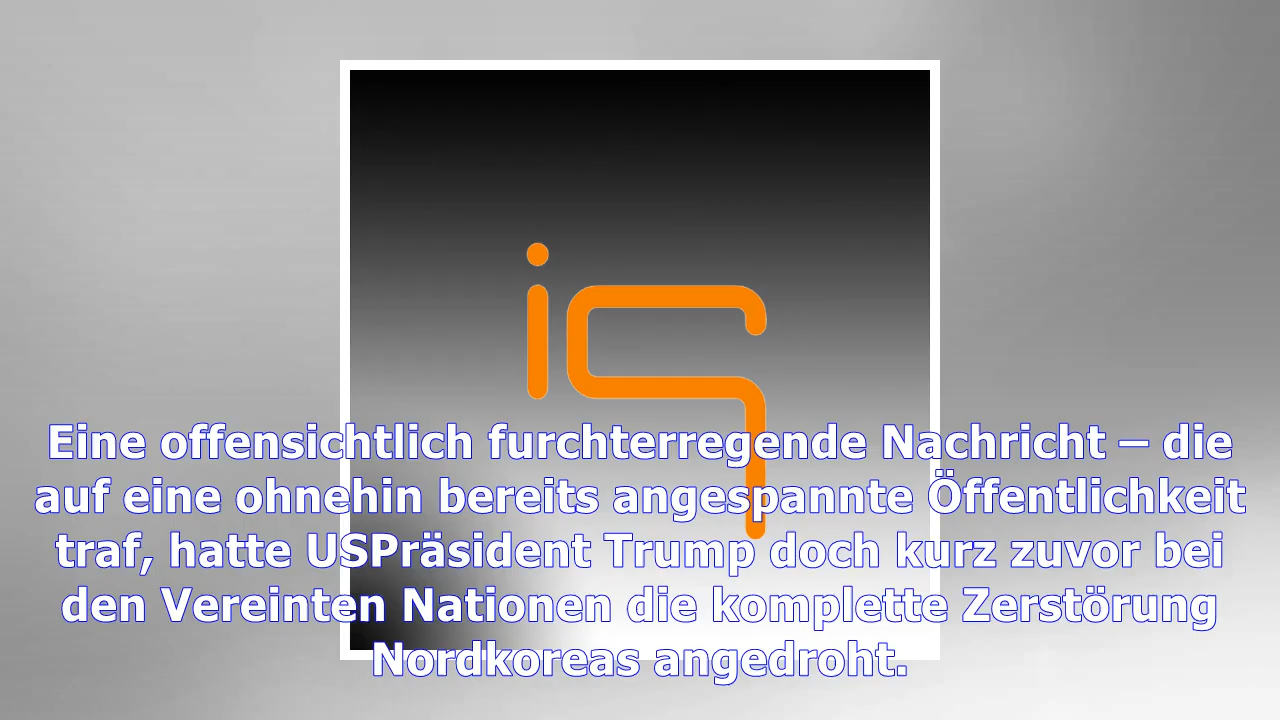 iq
Eine offensichtlich furchterregende Nachricht – die
auf eine ohnehin bereits angespannte Öffentlichkeit
traf, hatte USPräsident Trump doch kurz zuvor bei
den Vereinten Nationen die komplette Zerstörung
Nordkoreas angedroht.